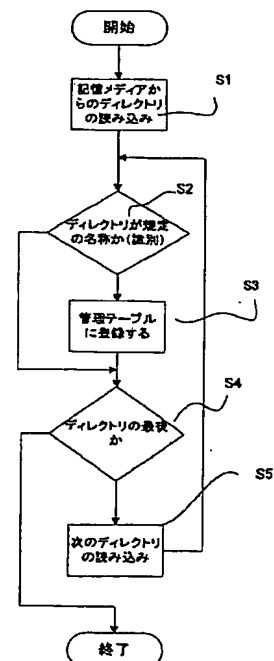 開始
記憶メディアか
らのディレクトリ
の読み込み
S1
S2
ディレクトリが規定
の名称か(識別)
S3
管理テーブル
に登録する
S4
ディレクトリの最後
か
S5
次のディレクトリ
の読み込み
終了